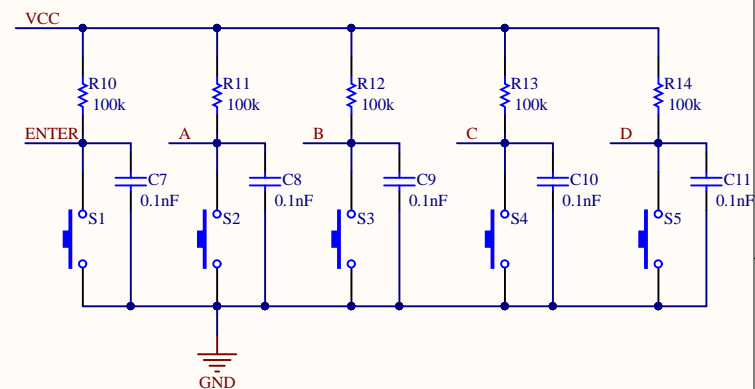 VCC
R10 R11 R12 R13 R14
100k 100k 100k 100k 100k
ENTER A B C D
C7 C8 C9 C10 C11
0.1nF 0.1nF 0.1nF 0.1nF 0.1nF
S1 S2 S3 S4 S5
GND